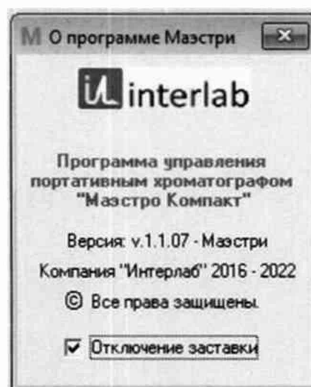 М О программе Маэстри
il interlab
Программа управления
портативным хроматографом
"Маэстро Компакт"
Версия: v.1.1.07 - Маэстри
Компания "Интерлаб" 2016 - 2022
© Все права защищены.
Отключение заставки